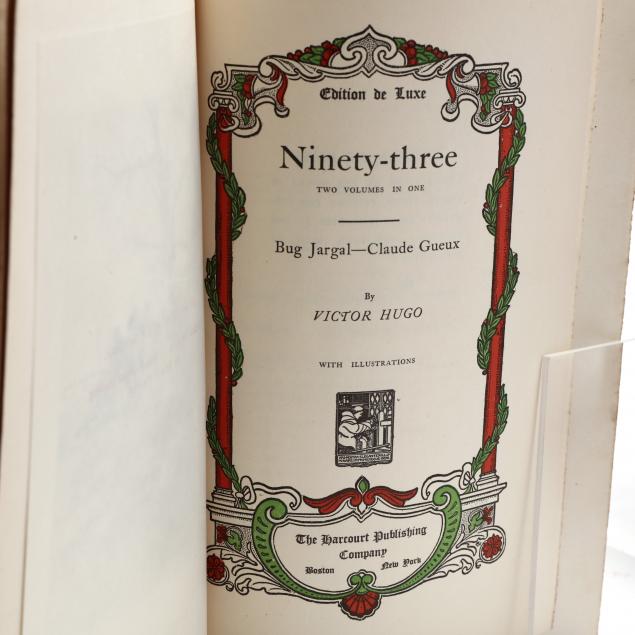 Edition de Luxe
Ninety-three
TWO VOLUMES IN ONE
Bug Jargal—Claude Gueux
By
VICTOR HUGO
WITH ILLUSTRATIONS
The Harcourt Publishing
Company
Boston New York